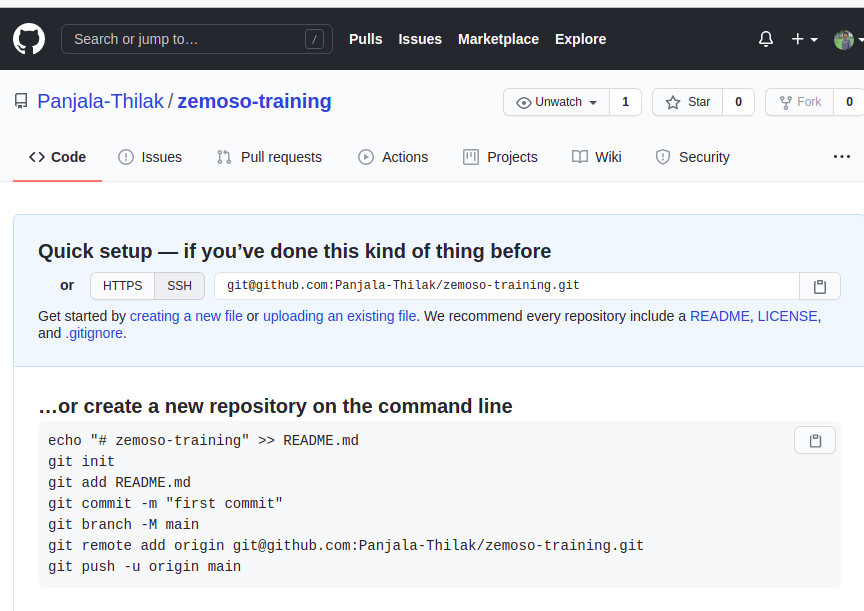 Search or jump to… / Pulls Issues Marketplace Explore
Panjala-Thilak / zemoso-training Unwatch 1 Star 0 Fork 0
Code Issues Pull requests Actions Projects Wiki Security
Quick setup — if you’ve done this kind of thing before
or HTTPS SSH git@github.com:Panjala-Thilak/zemoso-training.git
Get started by creating a new file or uploading an existing file. We recommend every repository include a README, LICENSE,
and .gitignore.
…or create a new repository on the command line
echo "# zemoso-training" >> README.md
git init
git add README.md
git commit -m "first commit"
git branch -M main
git remote add origin git@github.com:Panjala-Thilak/zemoso-training.git
git push -u origin main